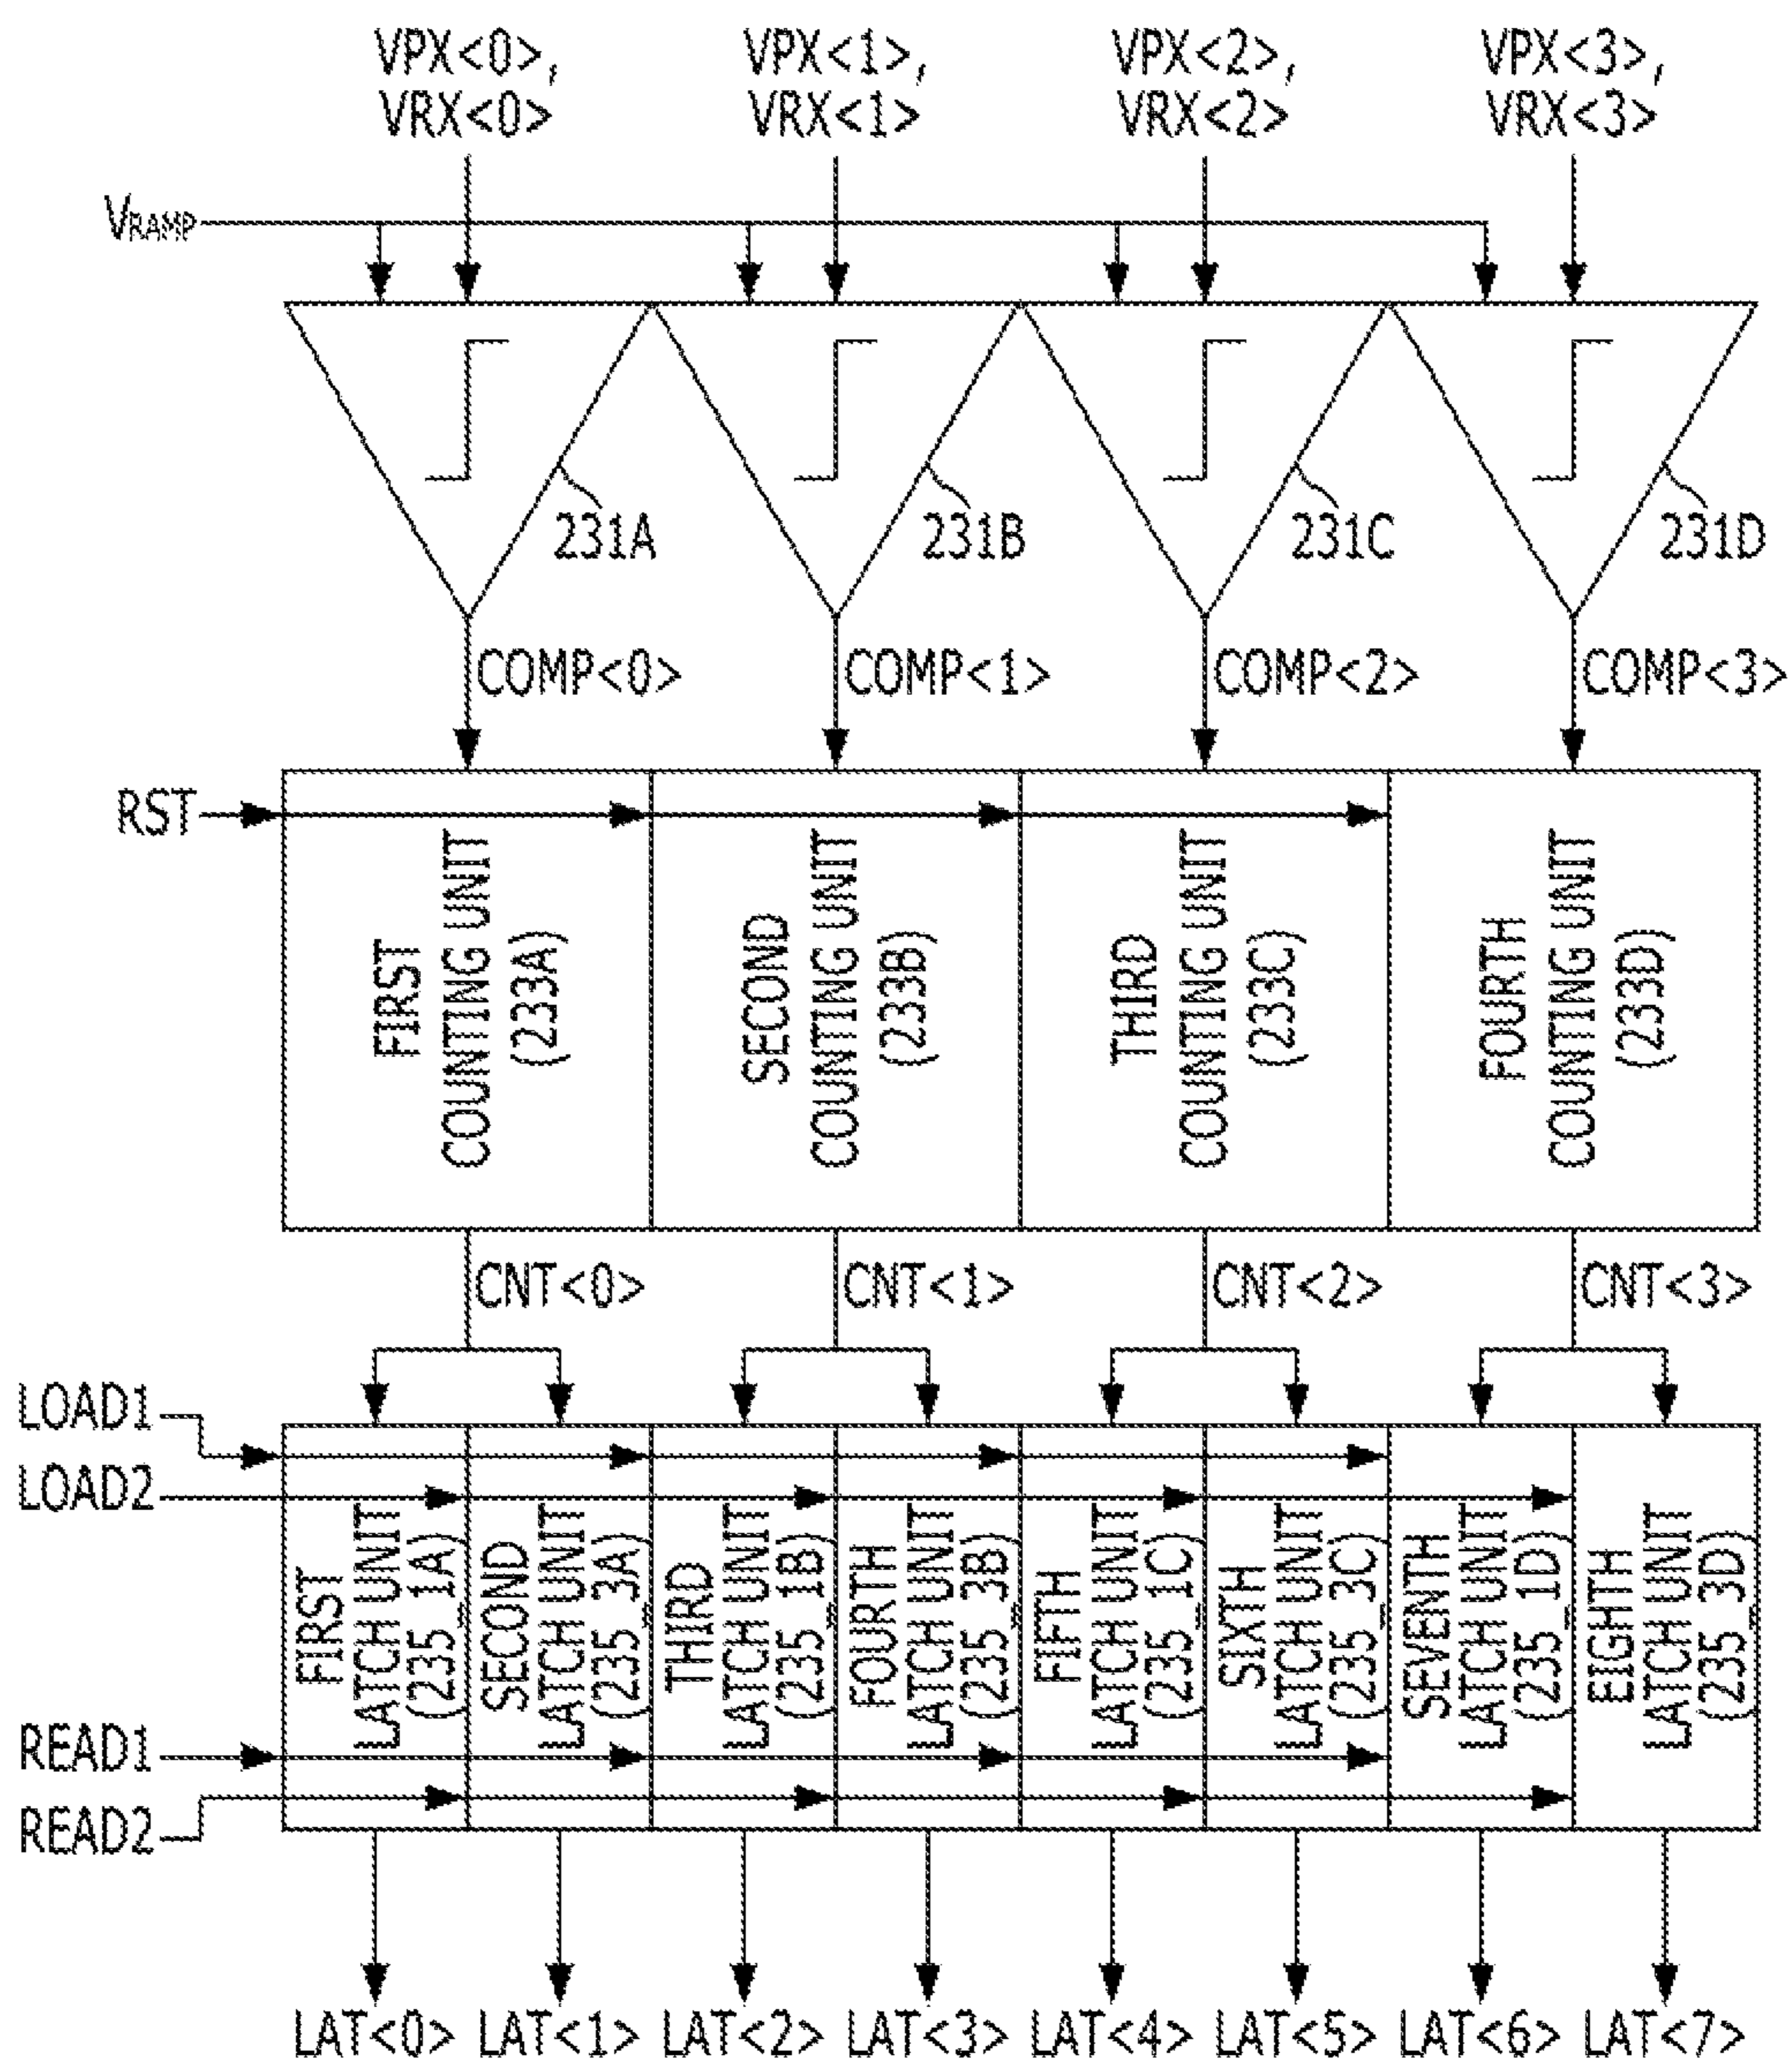 VPX<0>,
VRX<0>
VPX<1>,
VRX<1>
VPX<2>,
VRX<2>
VPX<3>,
VRX<3>
VRAMP
231A
231B
231C
231D
COMP<0>
COMP<1>
COMP<2>
COMP<3>
RST
FIRST
COUNTING UNIT
(233A)
SECOND
COUNTING UNIT
(233B)
THIRD
COUNTING UNIT
(233C)
FOURTH
COUNTING UNIT
(233D)
CNT<0>
CNT<1>
CNT<2>
CNT<3>
LOAD1
LOAD2
FIRST
LATCH UNIT
(235_1A)
SECOND
LATCH UNIT
(235_3A)
THIRD
LATCH UNIT
(235_1B)
FOURTH
LATCH UNIT
(235_3B)
FIFTH
LATCH UNIT
(235_1C)
SIXTH
LATCH UNIT
(235_3C)
SEVENTH
LATCH UNIT
(235_1D)
EIGHTH
LATCH UNIT
(235_3D)
READ1
READ2
LAT<0>
LAT<1>
LAT<2>
LAT<3>
LAT<4>
LAT<5>
LAT<6>
LAT<7>